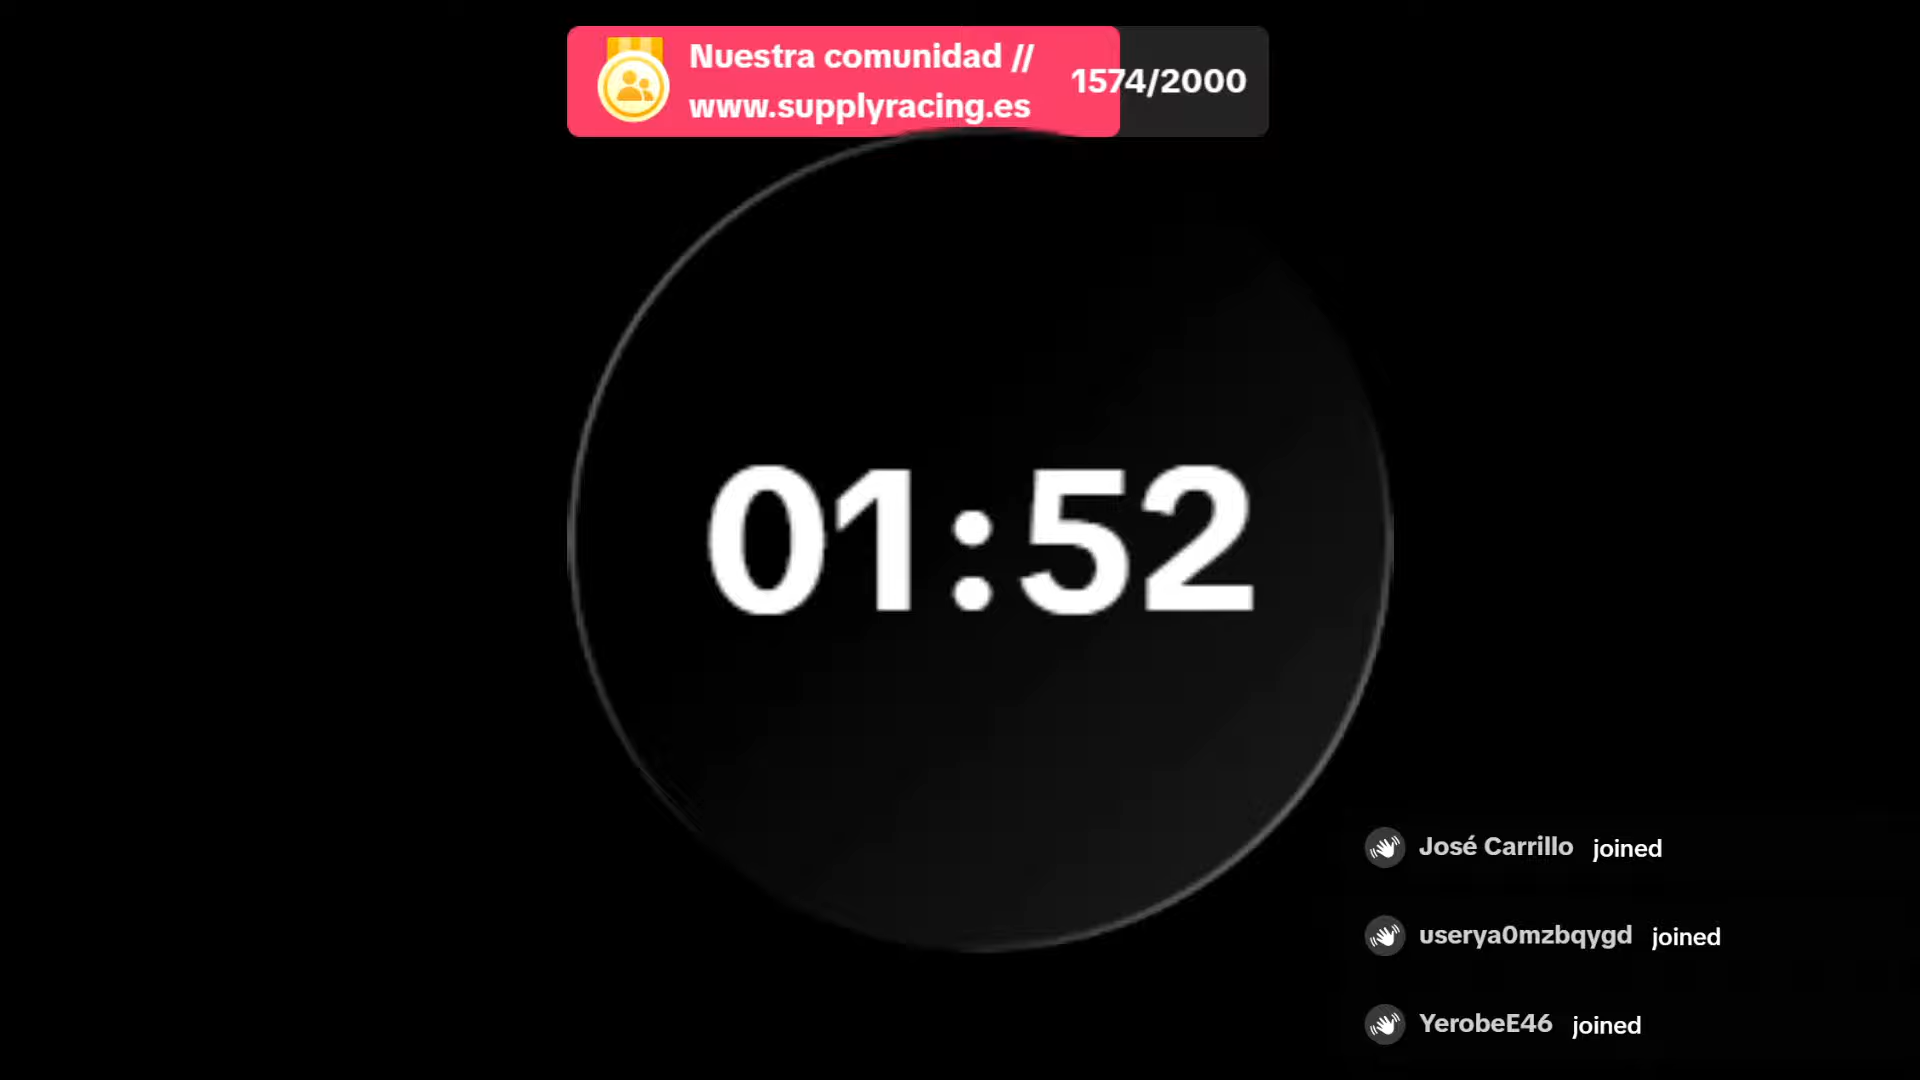 Nuestra comunidad //
www.supplyracing.es
1574/2000
01:52
José Carrillo joined
userya0mzbqygd joined
YerobeE46 joined